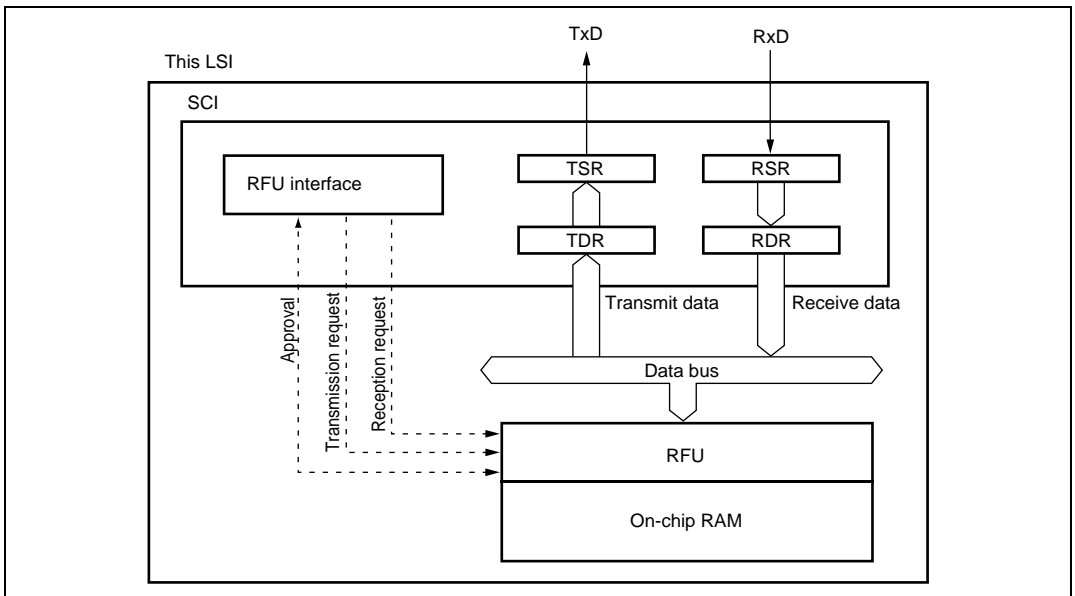 TxD
RxD
This LSI
SCI
RFU interface
TSR
RSR
TDR
RDR
Approval
Transmission request
Reception request
Transmit data
Receive data
Data bus
RFU
On-chip RAM